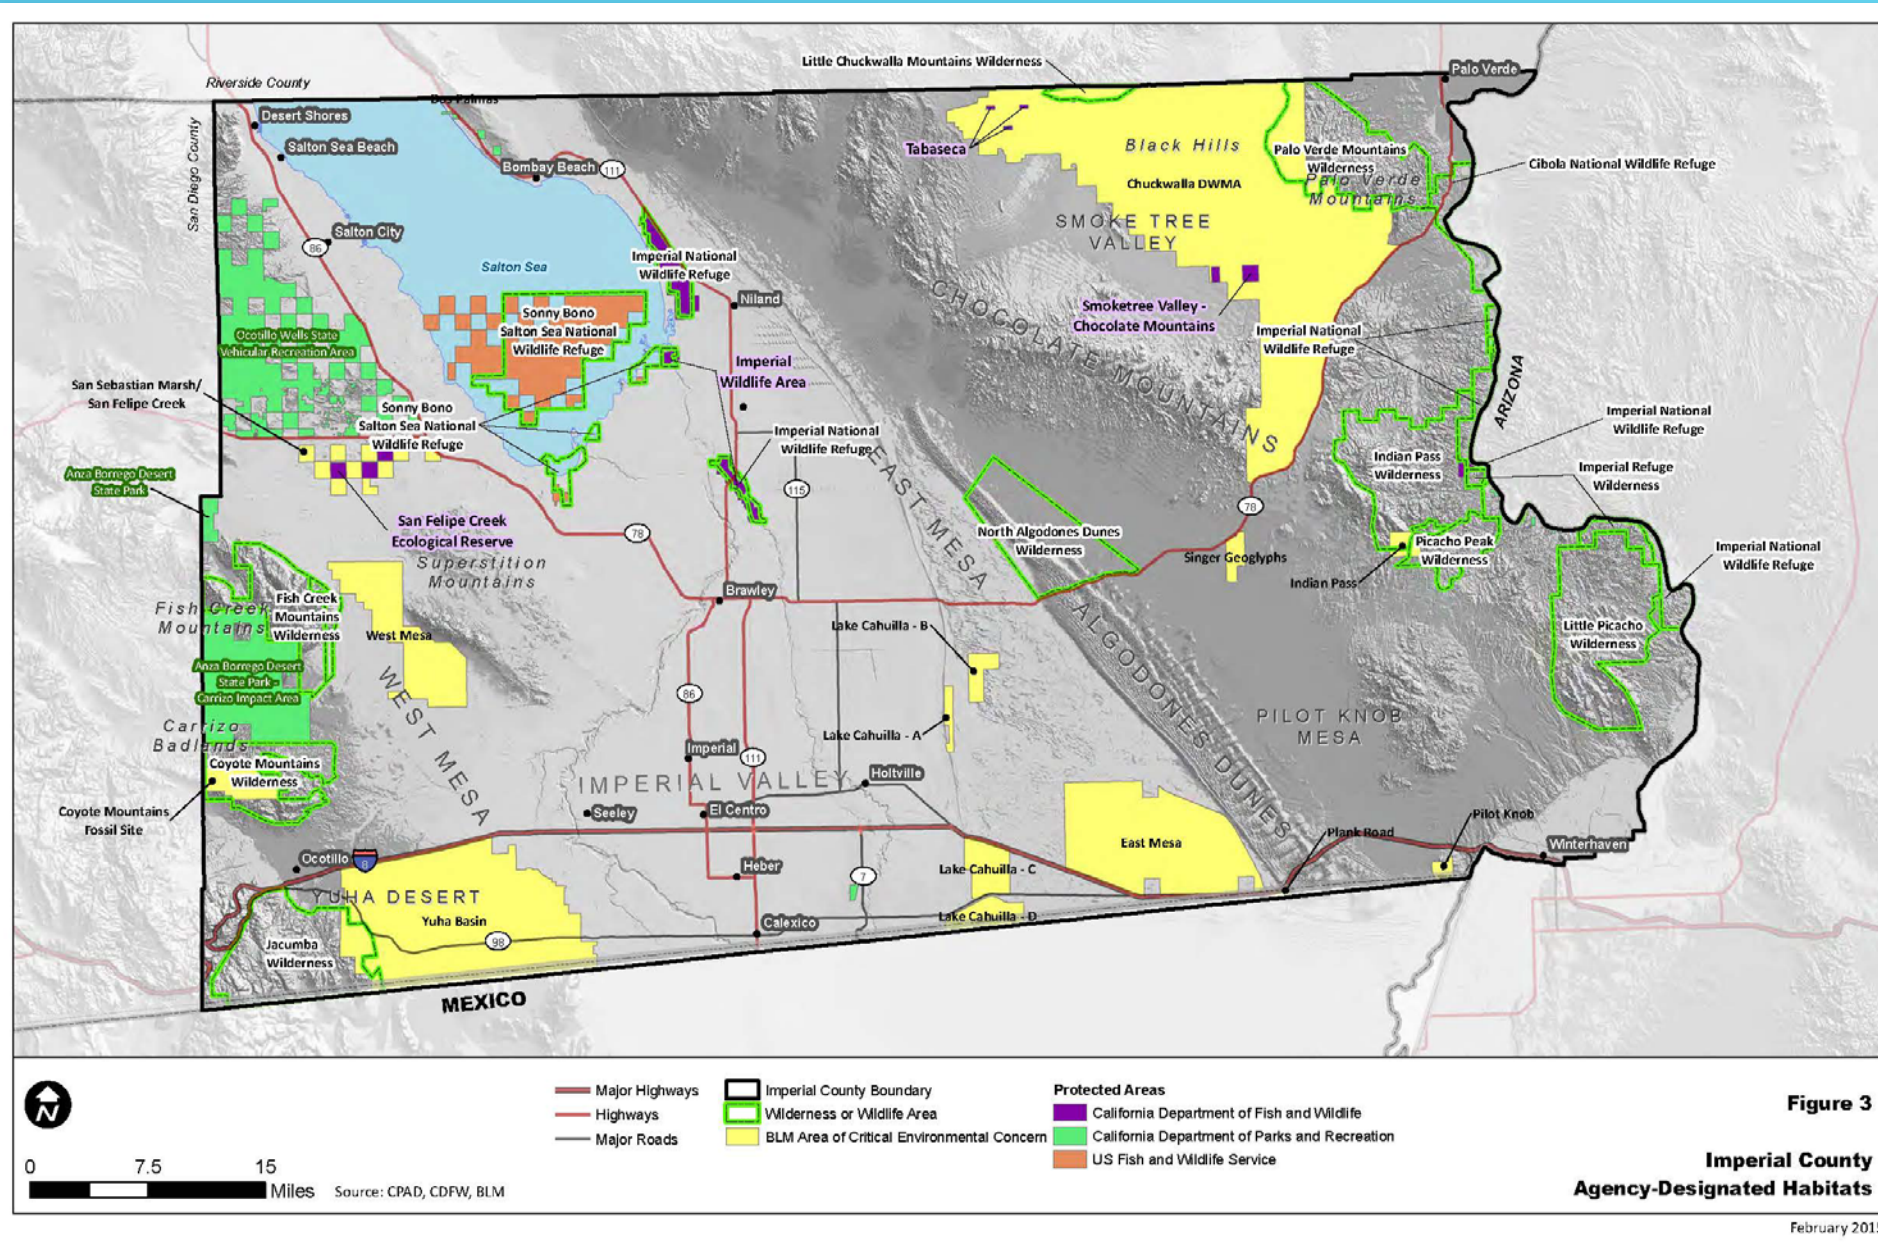 Little Chuckwalla Mountains Wilderness
Palo Verde
Riverside County
Dos Palmas
Desert Shores
San Diego County
Salton Sea Beach
Bombay Beach
111
Tabaseca
Black Hills
Chuckwalla DWMA
Palo Verde Mountains
Wilderness
Palo Verde
Mountains
Cibola National Wildlife Refuge
SMOKE TREE
VALLEY
Salton City
86
Salton Sea
Imperial National
Wildlife Refuge
Niland
CHOCOLATE MOUNTAINS
Smoketree Valley -
Chocolate Mountains
Imperial National
Wildlife Refuge
Sonny Bono
Salton Sea National
Wildlife Refuge
Ocotillo Wells State
Vehicular Recreation Area
Imperial
Wildlife Area
ARIZONA
San Sebastian Marsh/
San Felipe Creek
Sonny Bono
Salton Sea National
Wildlife Refuge
Imperial National
Wildlife Refuge
Imperial National
Wildlife Refuge
Anza Borrego Desert
State Park
115
EAST MESA
Indian Pass
Wilderness
Imperial Refuge
Wilderness
78
San Felipe Creek
Ecological Reserve
78
North Algodones Dunes
Wilderness
Singer Geoglyphs
Picacho Peak
Wilderness
Indian Pass
Imperial National
Wildlife Refuge
Superstition
Mountains
Brawley
Fish Creek
Mountains
Fish Creek
Mountains
Wilderness
West Mesa
Lake Cahuilla - B
ALGODONES DUNES
Little Picacho
Wilderness
Anza Borrego Desert
State Park -
Carrizo Impact Area
WEST MESA
86
Carrizo
Badlands
Lake Cahuilla - A
PILOT KNOB
MESA
Coyote Mountains
Wilderness
Imperial
111
IMPERIAL VALLEY
Holtville
Coyote Mountains
Fossil Site
Seeley
El Centro
Pilot Knob
Plank Road
East Mesa
Winterhaven
Ocotillo
8
Heber
7
Lake Cahuilla - C
YUHA DESERT
Yuha Basin
Lake Cahuilla - D
Calexico
98
Jacumba
Wilderness
MEXICO
N
0 7.5 15
Miles
Source: CPAD, CDFW, BLM
Major Highways
Highways
Major Roads
Imperial County Boundary
Wilderness or Wildlife Area
BLM Area of Critical Environmental Concern
Protected Areas
California Department of Fish and Wildlife
California Department of Parks and Recreation
US Fish and Wildlife Service
Figure 3
Imperial County
Agency-Designated Habitats
February 2015